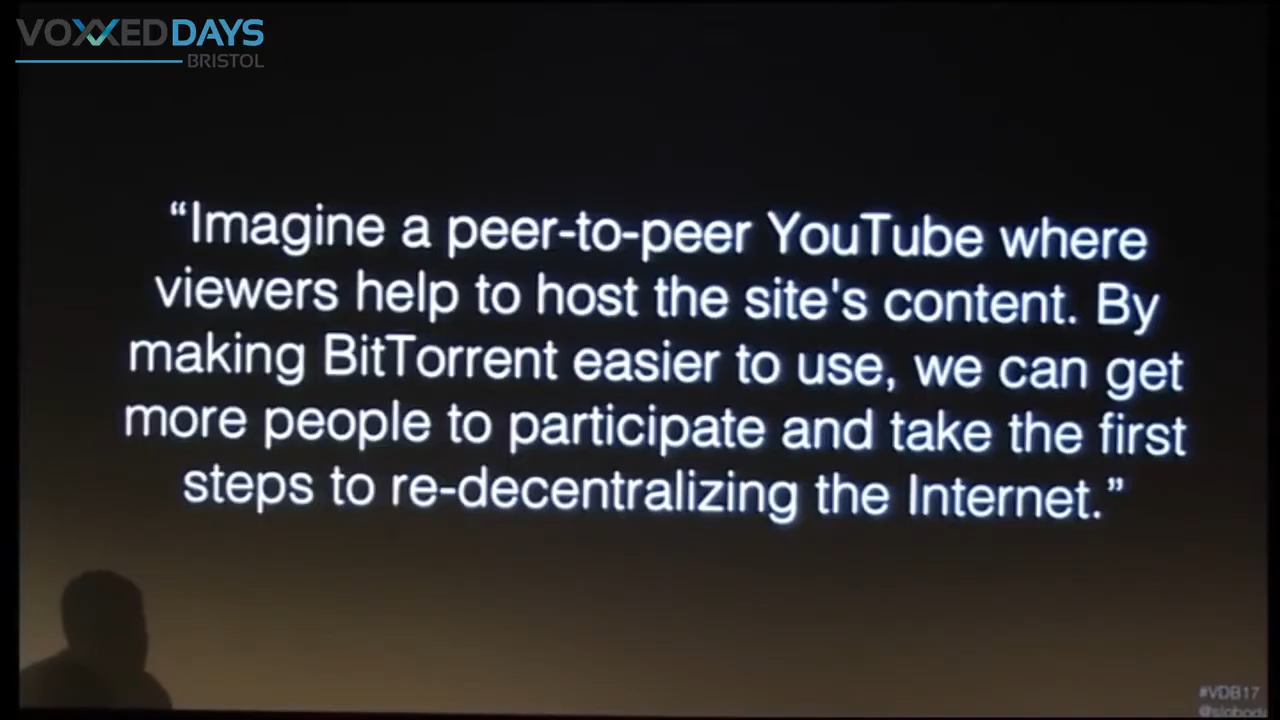 VOXXEDDAYS
BRISTOL
“Imagine a peer-to-peer YouTube where
viewers help to host the site's content. By
making BitTorrent easier to use, we can get
more people to participate and take the first
steps to re-decentralizing the Internet.”
#VDB17